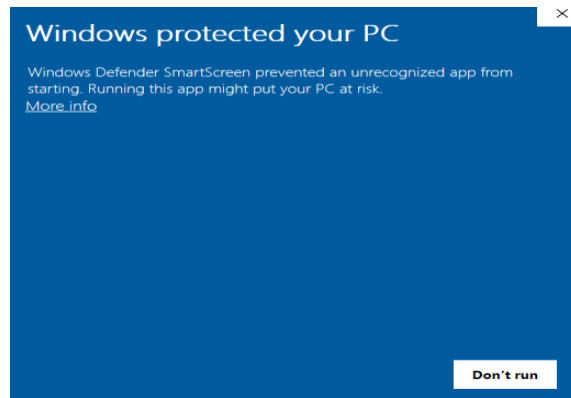 Windows protected your PC
Windows Defender SmartScreen prevented an unrecognized app from
starting. Running this app might put your PC at risk.
More info
Don't run